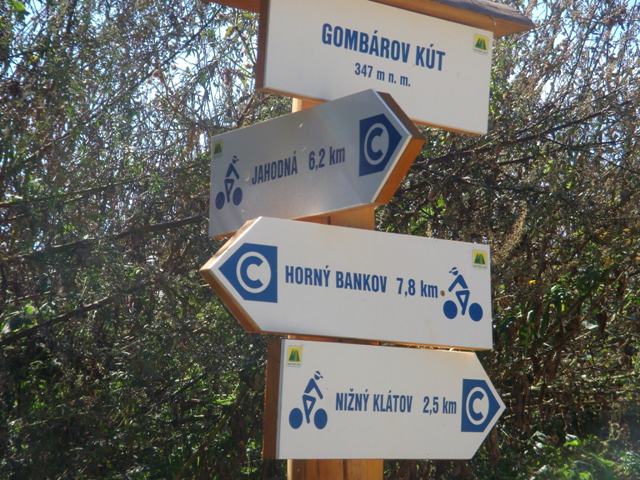 GOMBÁROV KÚT
347 m n. m.
JAHODNÁ 6,2 km C
C HORNÝ BANKOV 7,8 km
NIŽNÝ KLÁTOV 2,5 km C